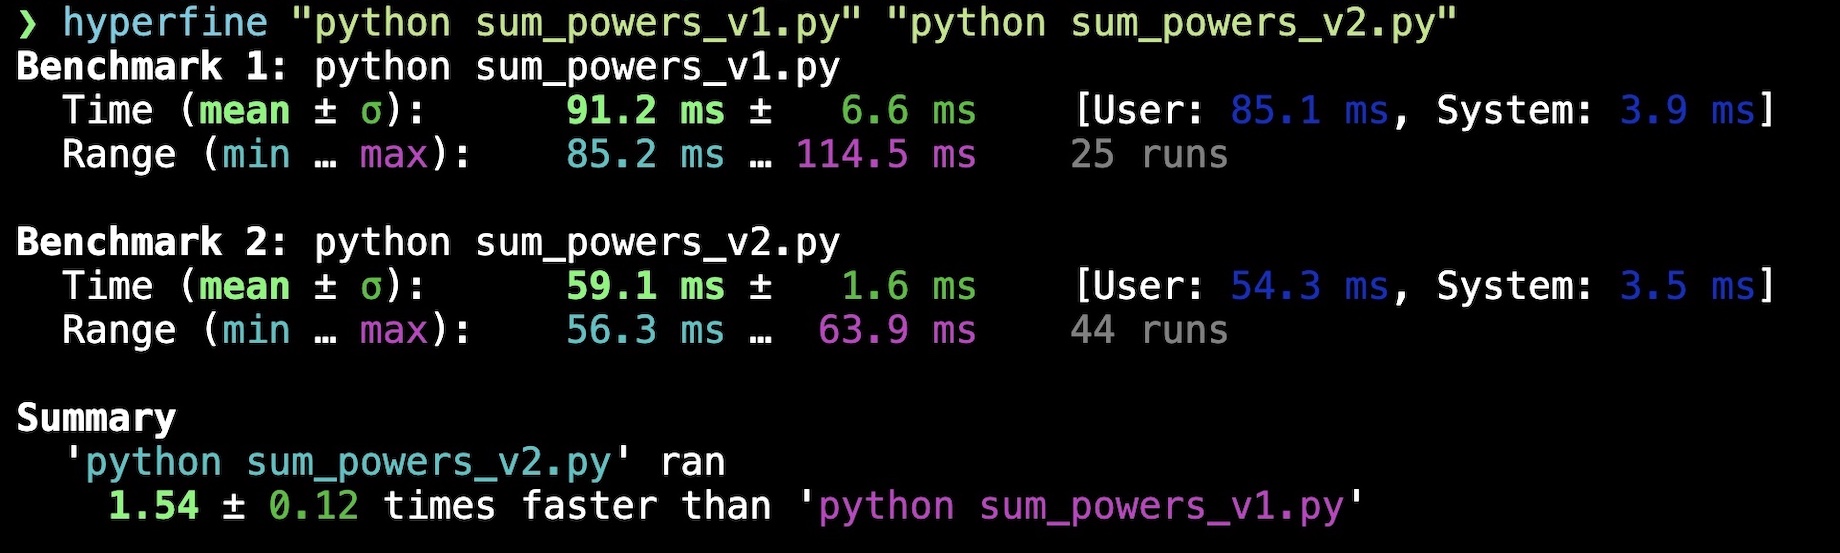 ❯ hyperfine "python sum_powers_v1.py" "python sum_powers_v2.py"
Benchmark 1: python sum_powers_v1.py
  Time (mean ± σ):      91.2 ms ±   6.6 ms    [User: 85.1 ms, System: 3.9 ms]
  Range (min … max):    85.2 ms … 114.5 ms    25 runs

Benchmark 2: python sum_powers_v2.py
  Time (mean ± σ):      59.1 ms ±   1.6 ms    [User: 54.3 ms, System: 3.5 ms]
  Range (min … max):    56.3 ms …  63.9 ms    44 runs

Summary
  'python sum_powers_v2.py' ran
    1.54 ± 0.12 times faster than 'python sum_powers_v1.py'